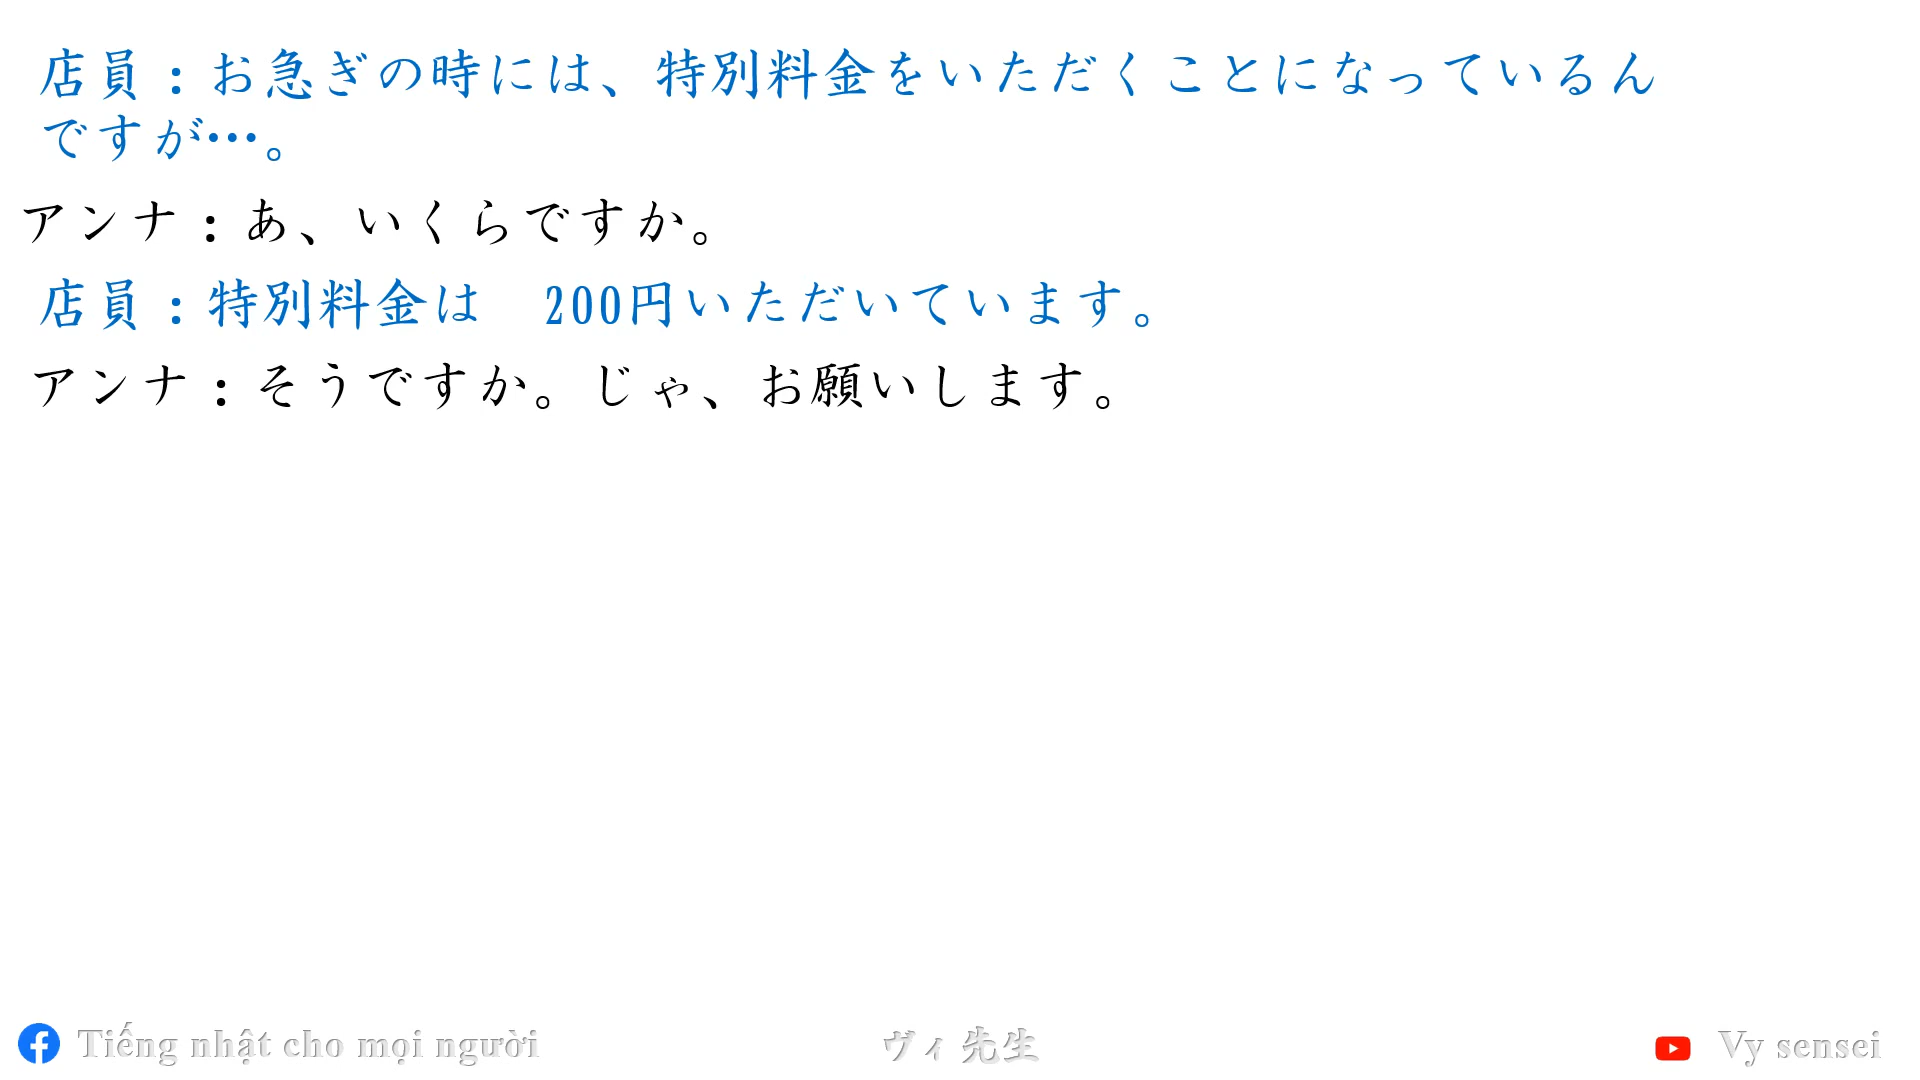 店員：お急ぎの時には、特別料金をいただくことになっているん
ですが…。
アンナ：あ、いくらですか。
店員：特別料金は　200円いただいています。
アンナ：そうですか。じゃ、お願いします。
Tiếng nhật cho mọi người
ヴィ先生
Vy sensei